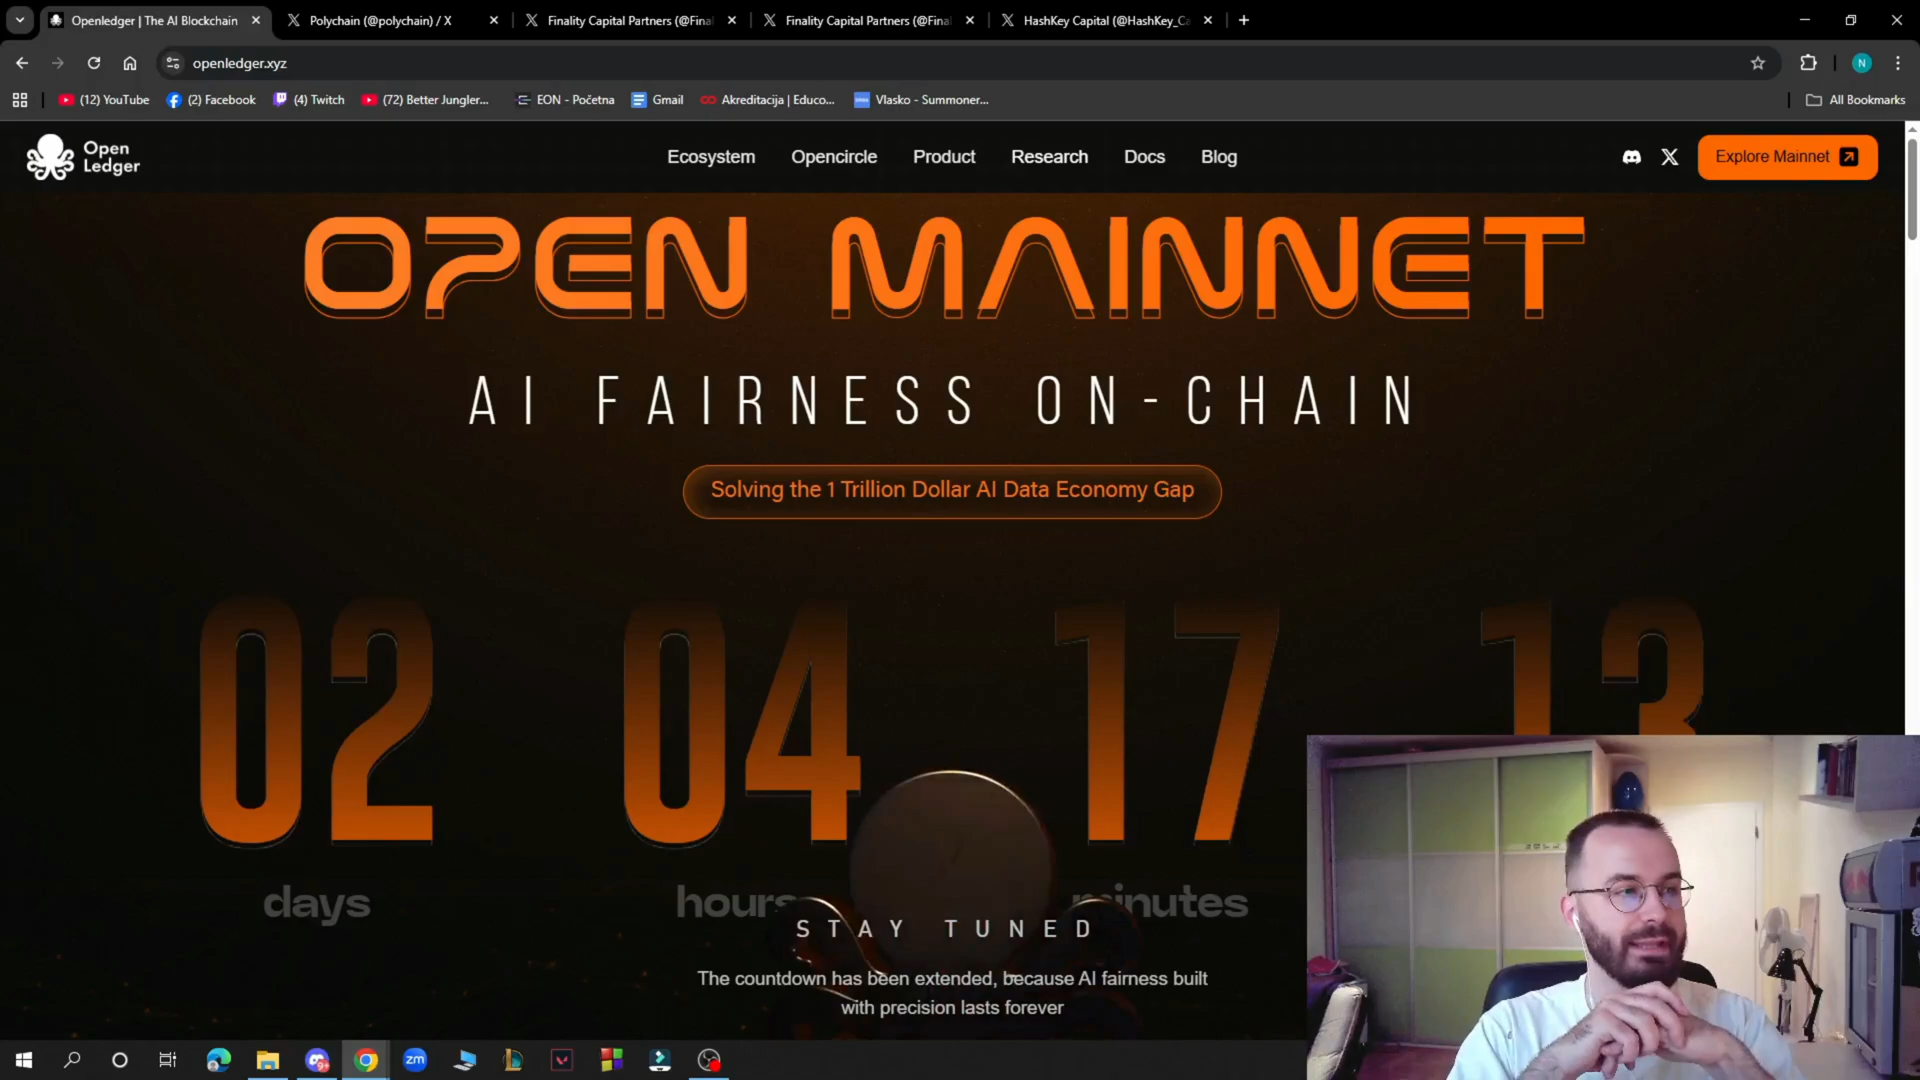 Openledger | The AI Blockchain
Polychain (@polychain) / X
Finality Capital Partners (@Final
Finality Capital Partners (@Final
HashKey Capital (@HashKey_Ca
openledger.xyz
N
(12) YouTube
(2) Facebook
(4) Twitch
(72) Better Jungler...
EON - Početna
Gmail
Akreditacija | Educo...
Vlasko - Summoner...
All Bookmarks
Open
Ledger
Ecosystem
Opencircle
Product
Research
Docs
Blog
Explore Mainnet
OPEN MAINNET
AI FAIRNESS ON-CHAIN
Solving the 1 Trillion Dollar AI Data Economy Gap
02
04
17
13
days
hours
minutes
STAY TUNED
The countdown has been extended, because AI fairness built
with precision lasts forever
zm